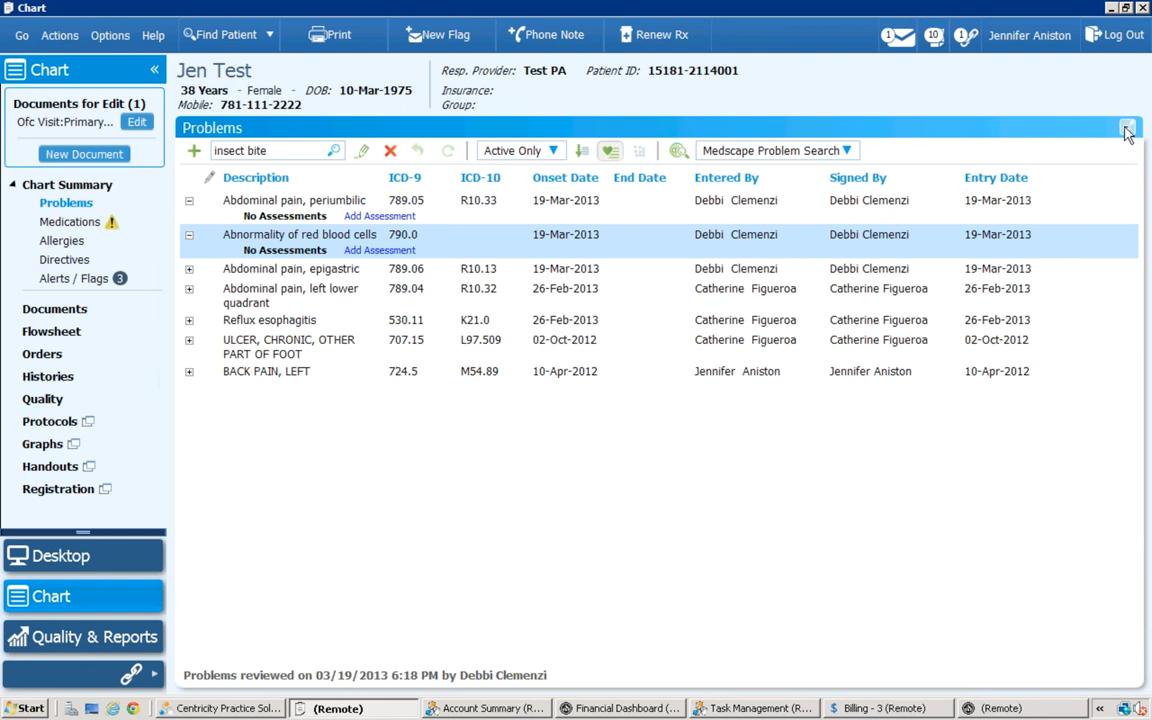 Chart
Go Actions Options Help Find Patient Print New Flag Phone Note Renew Rx 1 10 1 Jennifer Aniston Log Out
Chart «
Documents for Edit (1)
Ofc Visit:Primary... Edit
New Document
Chart Summary
Problems
Medications
Allergies
Directives
Alerts / Flags 3
Documents
Flowsheet
Orders
Histories
Quality
Protocols
Graphs
Handouts
Registration
Desktop
Chart
Quality & Reports
Jen Test
38 Years - Female - DOB: 10-Mar-1975
Mobile: 781-111-2222
Resp. Provider: Test PA Patient ID: 15181-2114001
Insurance:
Group:
Problems
insect bite Active Only Medscape Problem Search
Description ICD-9 ICD-10 Onset Date End Date Entered By Signed By Entry Date
Abdominal pain, periumbilic 789.05 R10.33 19-Mar-2013 Debbi Clemenzi Debbi Clemenzi 19-Mar-2013
No Assessments Add Assessment
Abnormality of red blood cells 790.0 19-Mar-2013 Debbi Clemenzi Debbi Clemenzi 19-Mar-2013
No Assessments Add Assessment
Abdominal pain, epigastric 789.06 R10.13 19-Mar-2013 Debbi Clemenzi Debbi Clemenzi 19-Mar-2013
Abdominal pain, left lower 789.04 R10.32 26-Feb-2013 Catherine Figueroa Catherine Figueroa 26-Feb-2013
quadrant
Reflux esophagitis 530.11 K21.0 26-Feb-2013 Catherine Figueroa Catherine Figueroa 26-Feb-2013
ULCER, CHRONIC, OTHER 707.15 L97.509 02-Oct-2012 Catherine Figueroa Catherine Figueroa 02-Oct-2012
PART OF FOOT
BACK PAIN, LEFT 724.5 M54.89 10-Apr-2012 Jennifer Aniston Jennifer Aniston 10-Apr-2012
Problems reviewed on 03/19/2013 6:18 PM by Debbi Clemenzi
Start Centricity Practice Sol... (Remote) Account Summary (R... Financial Dashboard (... Task Management (R... Billing - 3 (Remote) (Remote) «